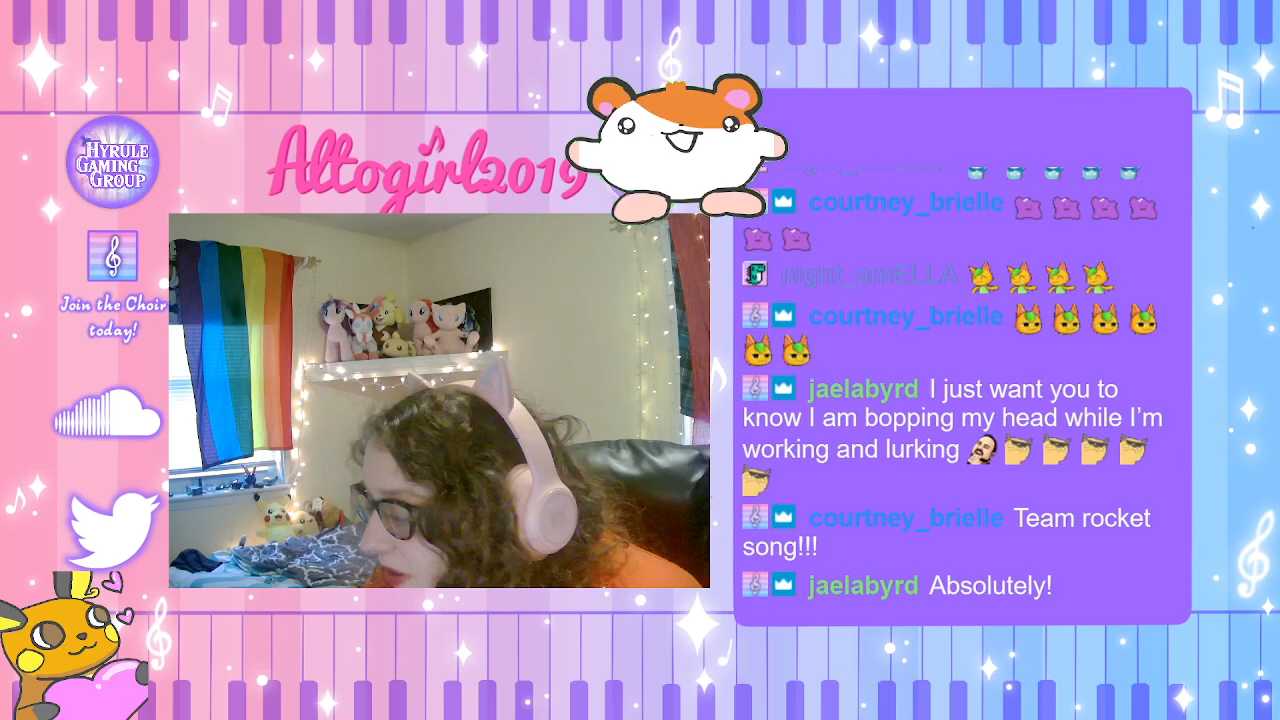 HYRULE
GAMING
GROUP
Join the Choir
today!
Altogirl2019
courtney_brielle
night_amELLA
courtney_brielle
jaelabyrd I just want you to
know I am bopping my head while I’m
working and lurking
courtney_brielle Team rocket
song!!!
jaelabyrd Absolutely!